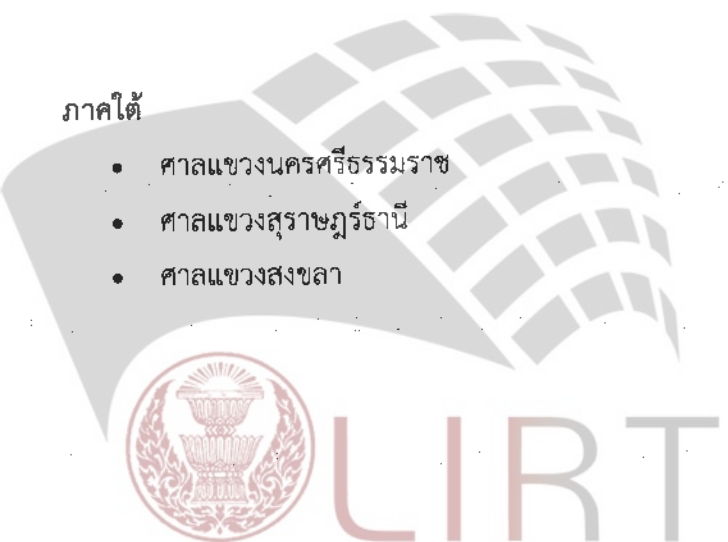 ภาคใต้
• ศาลแขวงนครศรีธรรมราช
• ศาลแขวงสุราษฎร์ธานี
• ศาลแขวงสงขลา
LIRT